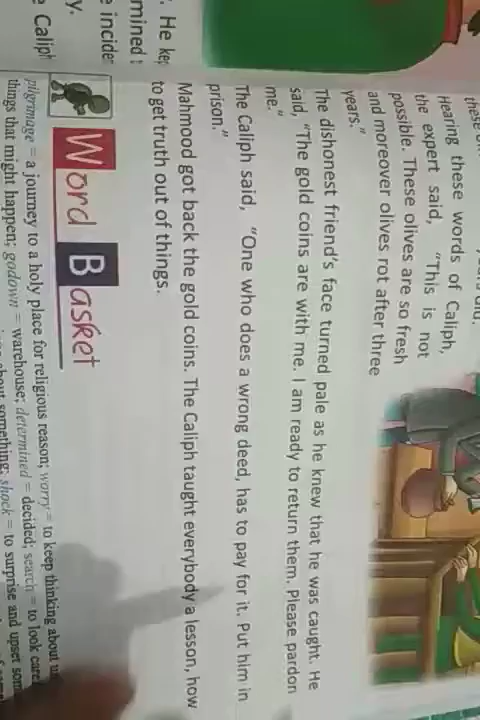 Hearing these words of Caliph,
the expert said, "This is not
possible. These olives are so fresh
and moreover olives rot after three
years."
The dishonest friend's face turned pale as he knew that he was caught. He
said, "The gold coins are with me. I am ready to return them. Please pardon
me."
The Caliph said, "One who does a wrong deed, has to pay for it. Put him in
prison."
Mahmood got back the gold coins. The Caliph taught everybody a lesson, how
to get truth out of things.
Word Basket
pilgrimage = a journey to a holy place for religious reason; worry = to keep thinking about
things that might happen; godown = warehouse; determined = decided; search = to look
about something; shock = to surprise and upset
. He
mined
e
y.
e Caliph